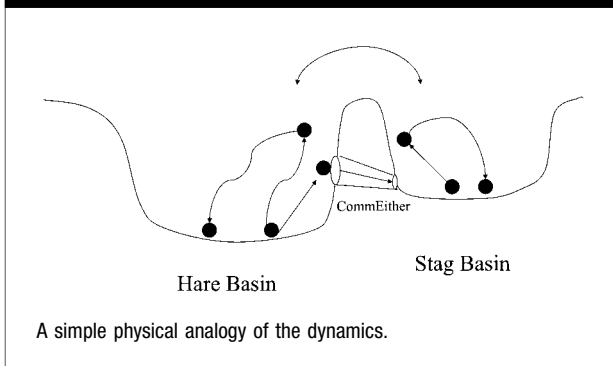 CommEither
Stag Basin
Hare Basin
A simple physical analogy of the dynamics.